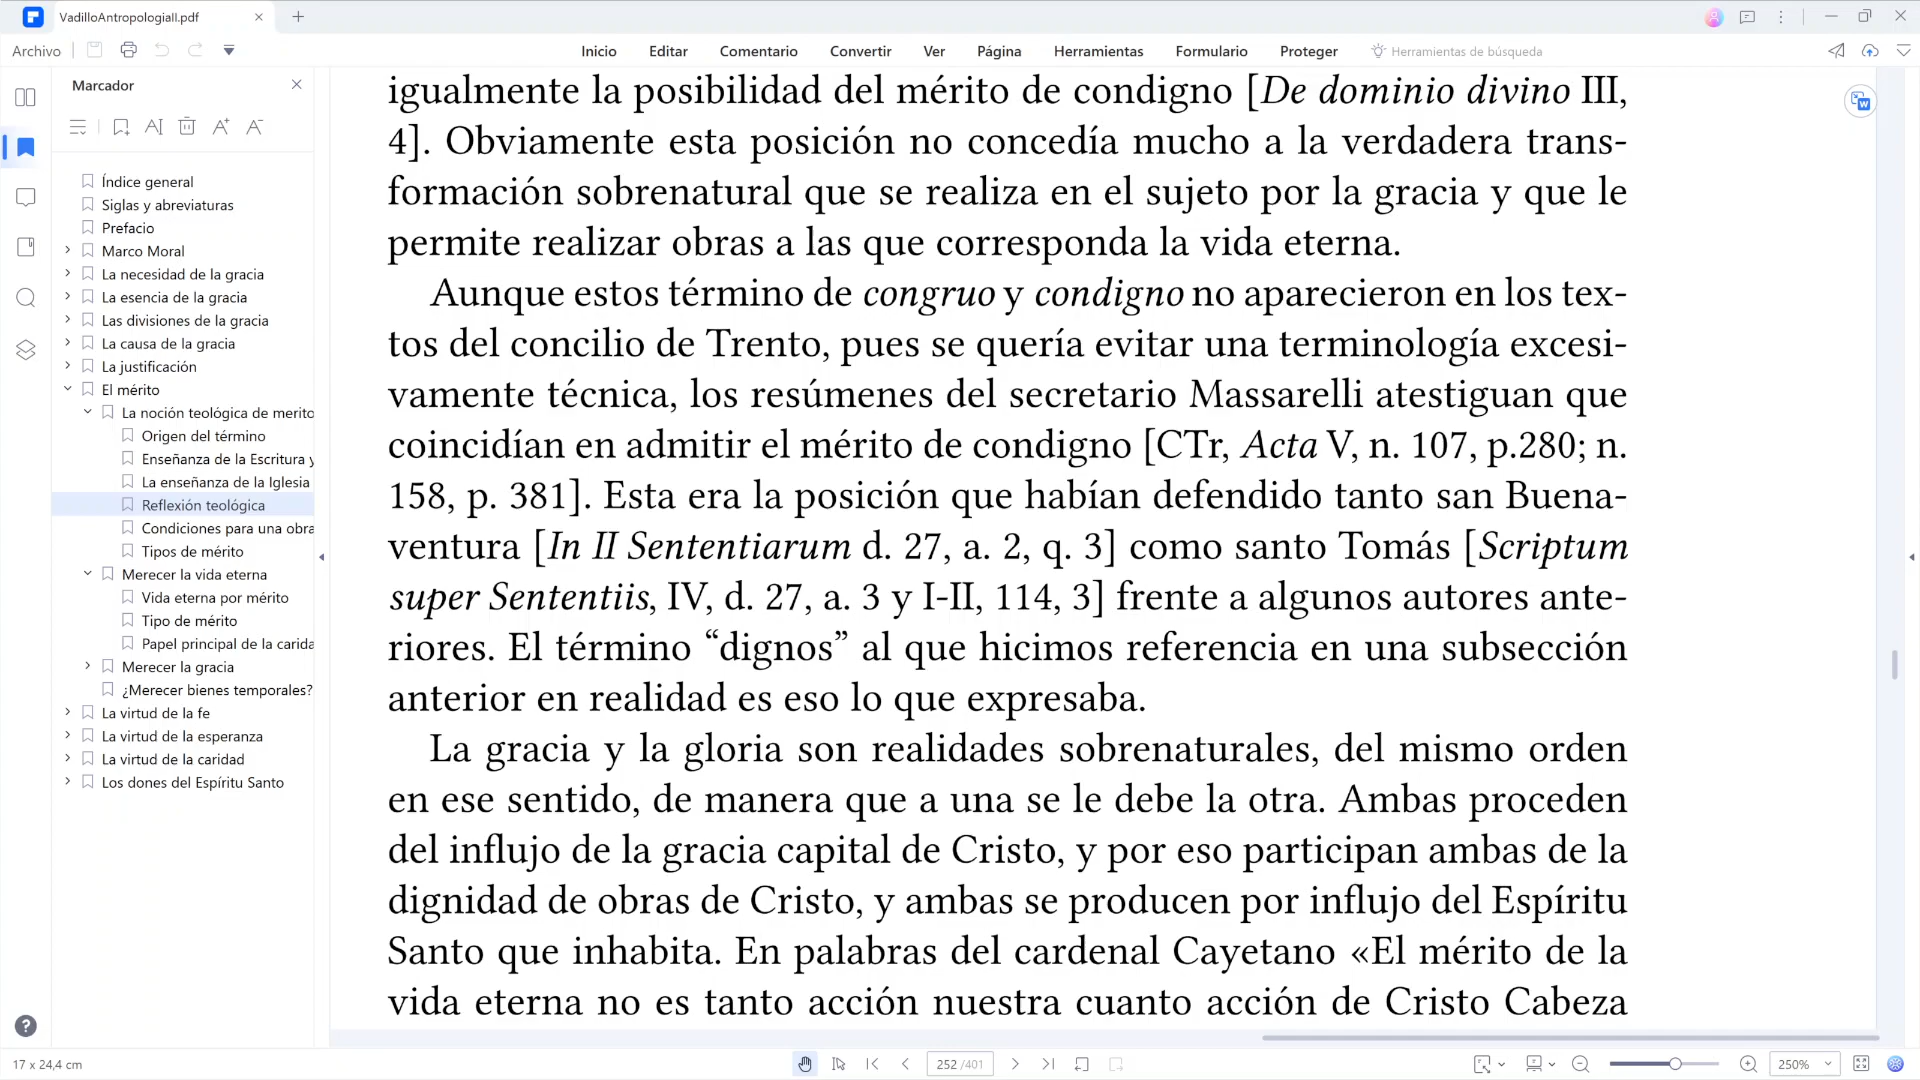 VadilloAntropologiaII.pdf
Archivo
Inicio
Editar
Comentario
Convertir
Ver
Página
Herramientas
Formulario
Proteger
Herramientas de búsqueda
Marcador
Índice general
Siglas y abreviaturas
Prefacio
Marco Moral
La necesidad de la gracia
La esencia de la gracia
Las divisiones de la gracia
La causa de la gracia
La justificación
El mérito
La noción teológica de merito
Origen del término
Enseñanza de la Escritura y
La enseñanza de la Iglesia
Reflexión teológica
Condiciones para una obra
Tipos de mérito
Merecer la vida eterna
Vida eterna por mérito
Tipo de mérito
Papel principal de la carida
Merecer la gracia
¿Merecer bienes temporales?
La virtud de la fe
La virtud de la esperanza
La virtud de la caridad
Los dones del Espíritu Santo
igualmente la posibilidad del mérito de condigno [De dominio divino III,
4]. Obviamente esta posición no concedía mucho a la verdadera trans-
formación sobrenatural que se realiza en el sujeto por la gracia y que le
permite realizar obras a las que corresponda la vida eterna.
Aunque estos término de congruo y condigno no aparecieron en los tex-
tos del concilio de Trento, pues se quería evitar una terminología excesi-
vamente técnica, los resúmenes del secretario Massarelli atestiguan que
coincidían en admitir el mérito de condigno [CTr, Acta V, n. 107, p.280; n.
158, p. 381]. Esta era la posición que habían defendido tanto san Buena-
ventura [In II Sententiarum d. 27, a. 2, q. 3] como santo Tomás [Scriptum
super Sententiis, IV, d. 27, a. 3 y I-II, 114, 3] frente a algunos autores ante-
riores. El término “dignos” al que hicimos referencia en una subsección
anterior en realidad es eso lo que expresaba.
La gracia y la gloria son realidades sobrenaturales, del mismo orden
en ese sentido, de manera que a una se le debe la otra. Ambas proceden
del influjo de la gracia capital de Cristo, y por eso participan ambas de la
dignidad de obras de Cristo, y ambas se producen por influjo del Espíritu
Santo que inhabita. En palabras del cardenal Cayetano «El mérito de la
vida eterna no es tanto acción nuestra cuanto acción de Cristo Cabeza
17 x 24,4 cm
252 /401
250%